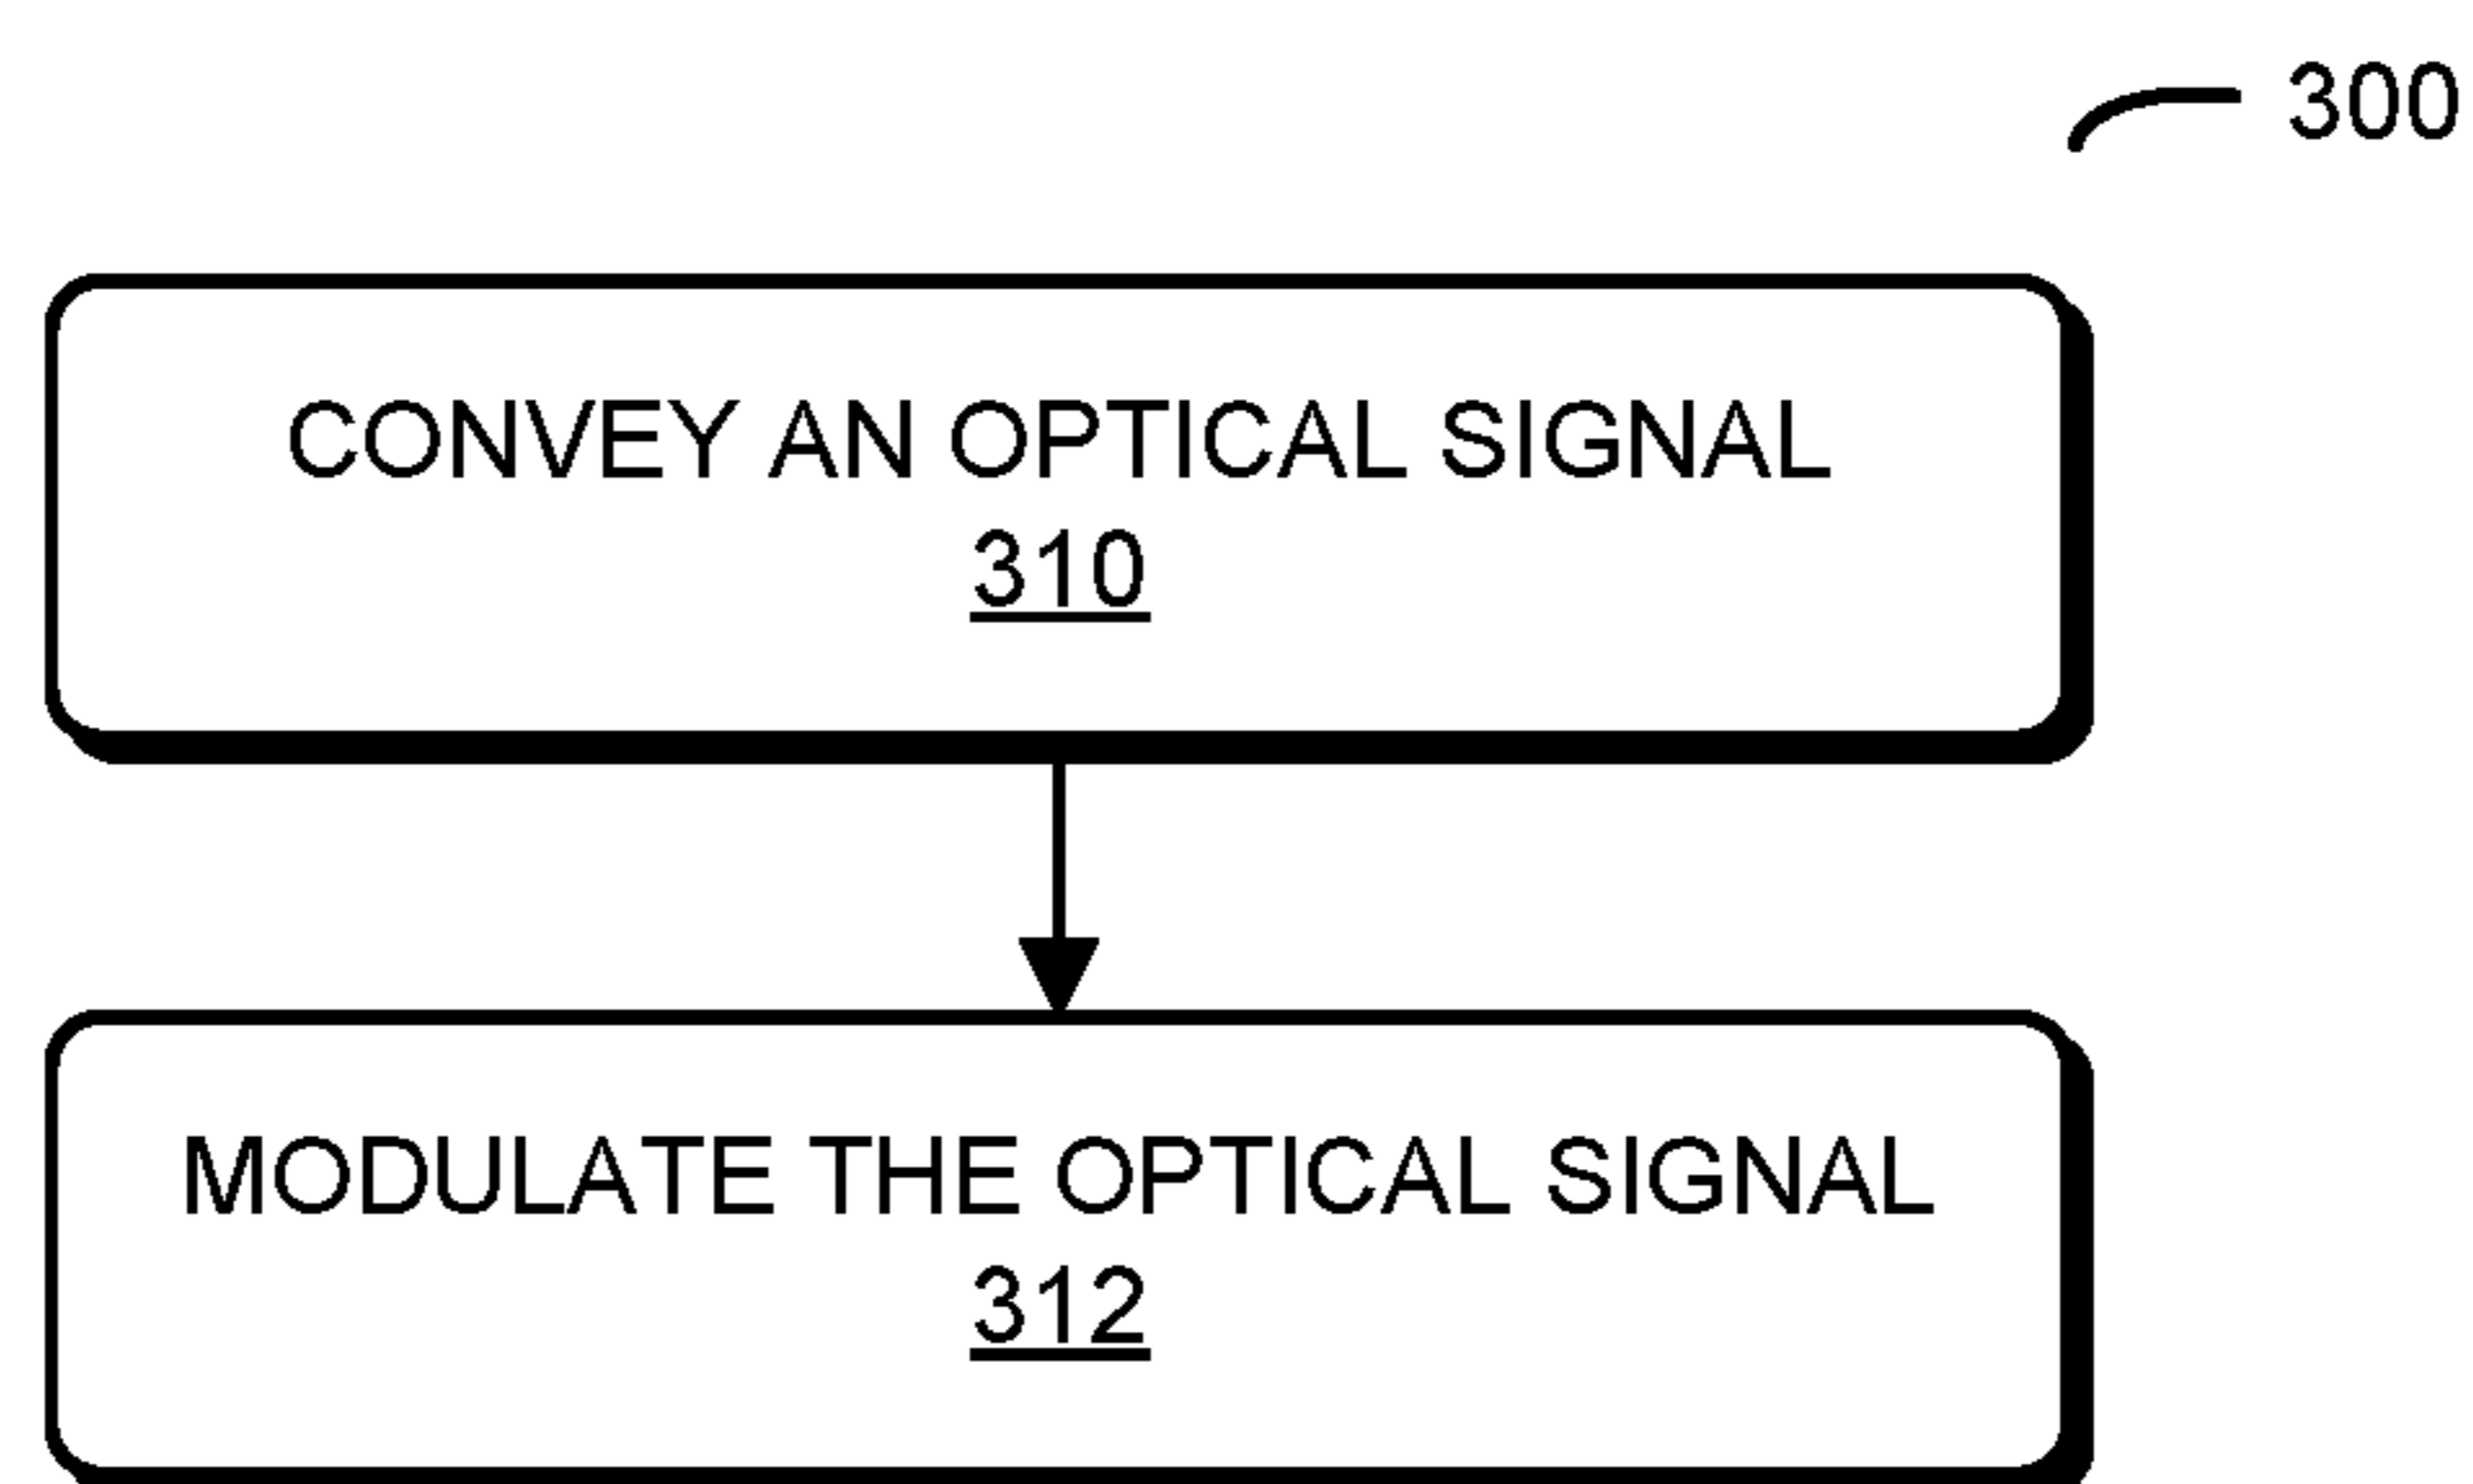 300
CONVEY AN OPTICAL SIGNAL
310
MODULATE THE OPTICAL SIGNAL
312